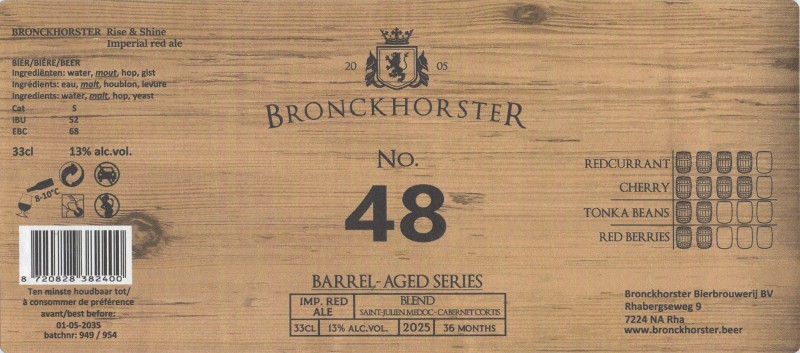 BRONCKHORSTER Rise & Shine
Imperial red ale
BIER/BIÈRE/BEER
Ingrediënten: water, mout, hop, gist
Ingrédients: eau, malt, houblon, levure
Ingredients: water, malt, hop, yeast
Cat 5
IBU 52
EBC 68
33cl 13% alc.vol.
8-10°C
8 720828 382400
Ten minste houdbaar tot/
à consommer de préférence
avant/best before:
01-05-2035
batchnr: 949 / 954
20 05
BRONCKHORSTER
No.
48
BARREL-AGED SERIES
IMP. RED ALE
BLEND
SAINT-JULIEN MEDOC - CABERNET CORTIS
33CL 13% ALC.VOL. 2025 36 MONTHS
REDCURRANT
CHERRY
TONKA BEANS
RED BERRIES
Bronckhorster Bierbrouwerij BV
Rhabergseweg 9
7224 NA Rha
www.bronckhorster.beer